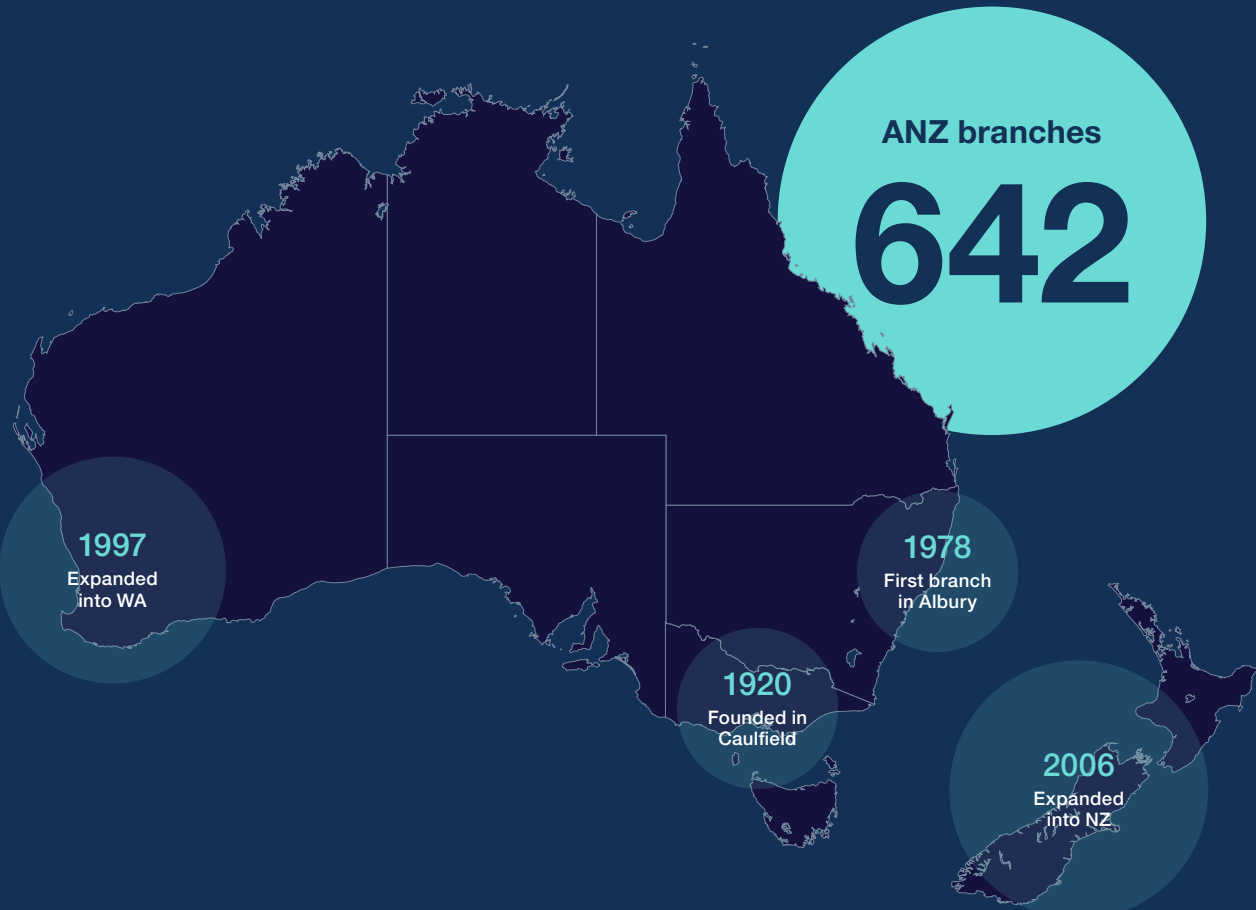 ANZ branches
642
1997
Expanded
into WA
1978
First branch
in Albury
1920
Founded in
Caulfield
2006
Expanded
into NZ